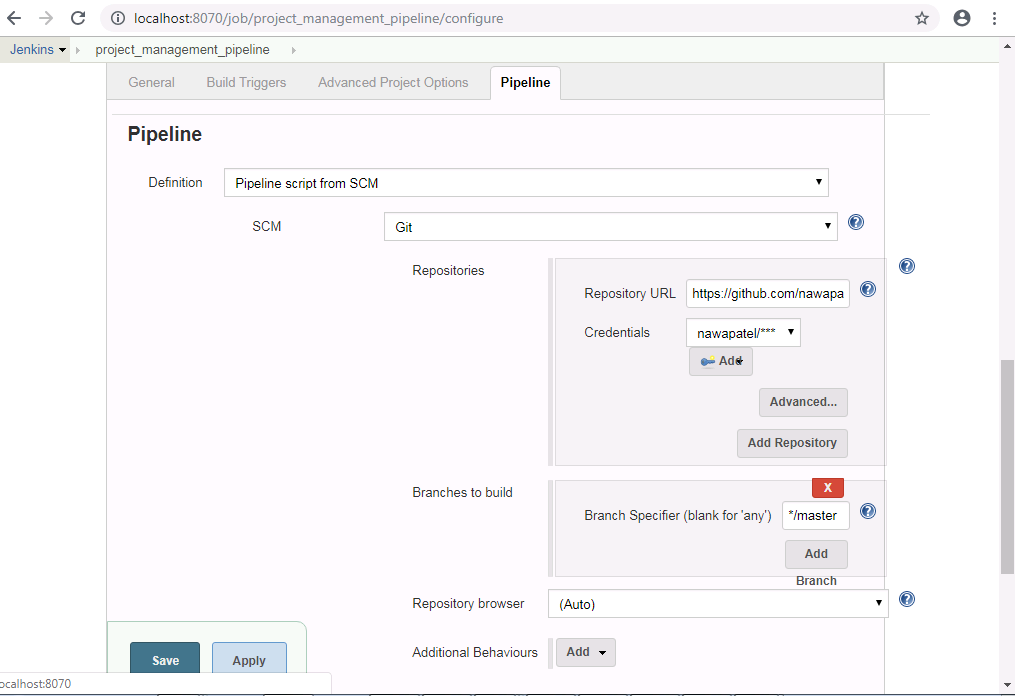 localhost:8070/job/project_management_pipeline/configure
Jenkins project_management_pipeline
General Build Triggers Advanced Project Options Pipeline
Pipeline
Definition Pipeline script from SCM
SCM Git
Repositories
Repository URL https://github.com/nawapa
Credentials nawapatel/***
Add
Advanced...
Add Repository
Branches to build
X
Branch Specifier (blank for 'any') */master
Add
Branch
Repository browser (Auto)
Additional Behaviours Add
Save Apply
ocalhost:8070